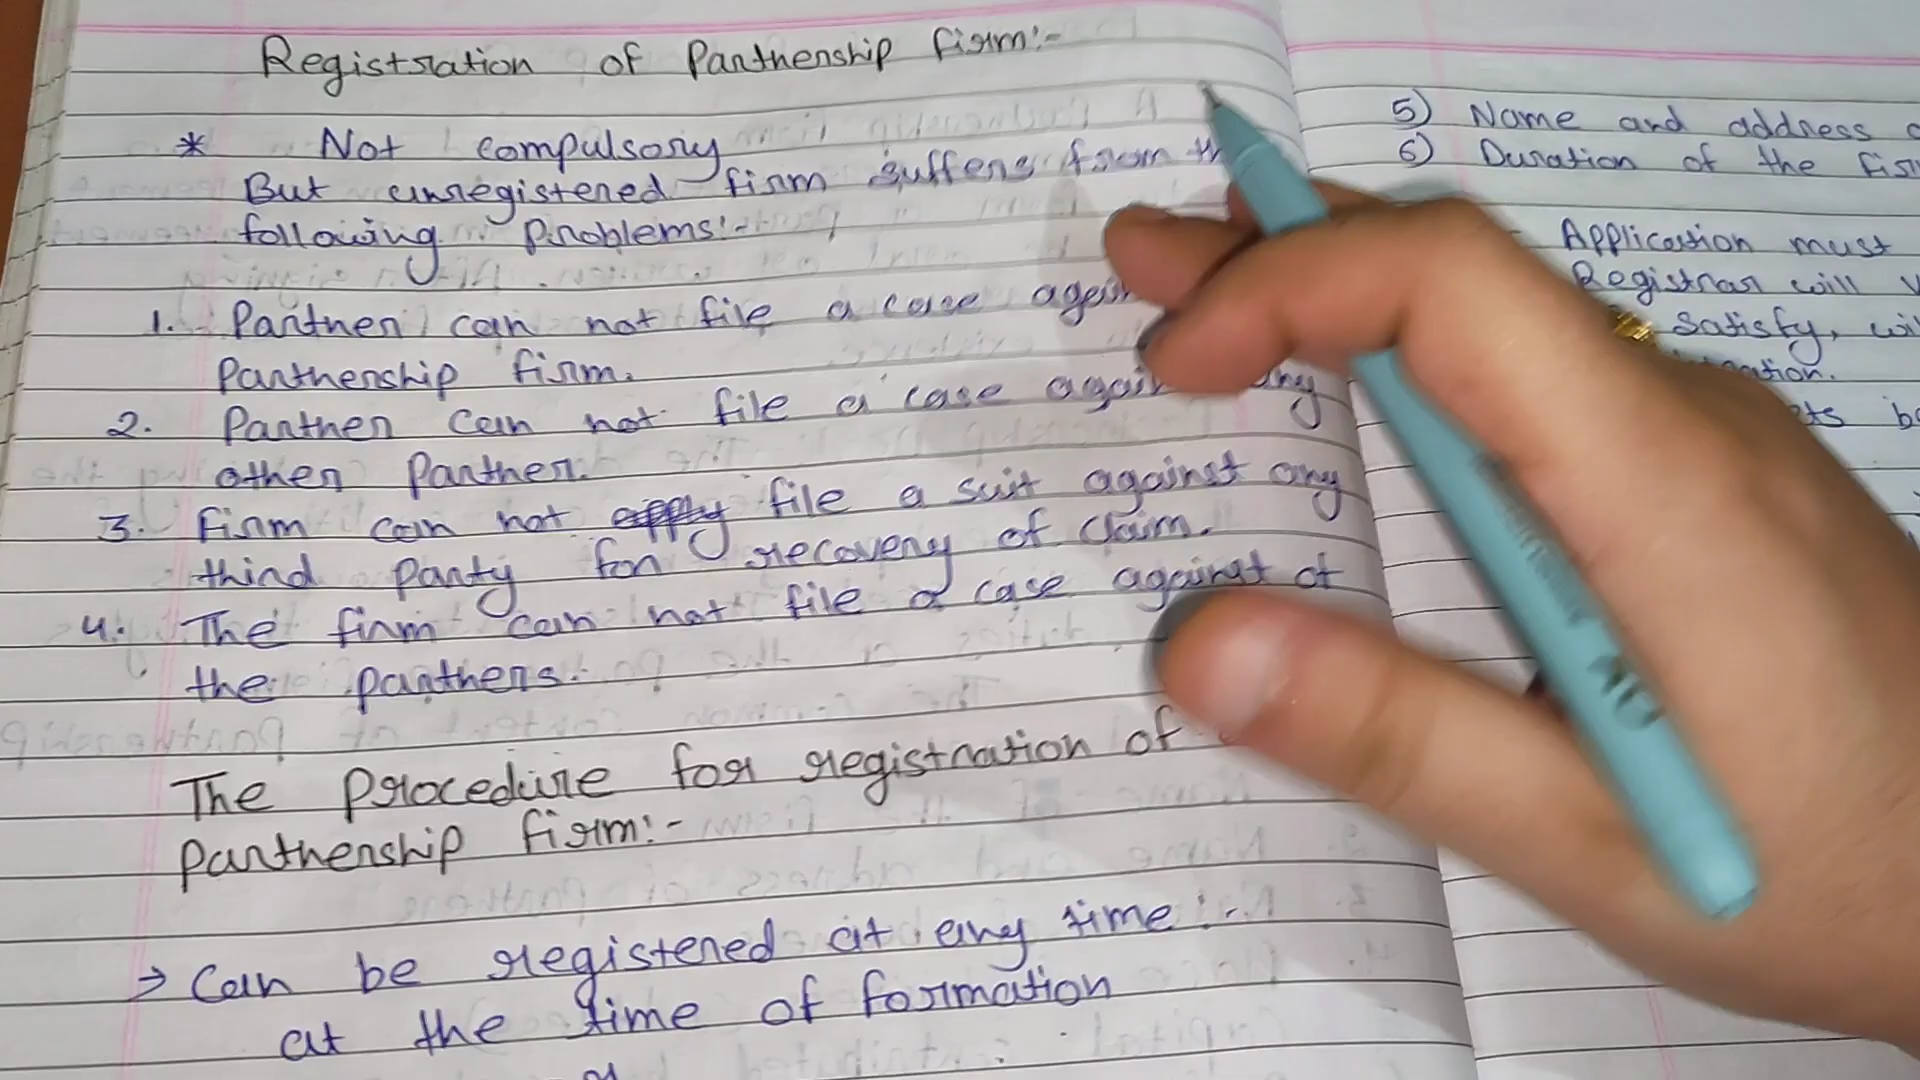 Registration of Partnership firm:-
* Not compulsory
But unregistered firm suffers from
following Problems:-
1. Partner can not file a case
Partnership firm.
2. Partner can not file a case against any
other Partner.
3. Firm can not apply file a suit against any
third Party for recovery of claim.
4. The firm can not file a case against of
the partners.
The procedure for registration of
partnership firm:-
→ Can be registered at any time:-
at the time of formation
5) Name and address
6) Duration of the
Application must
Registrar will
Satisfy,